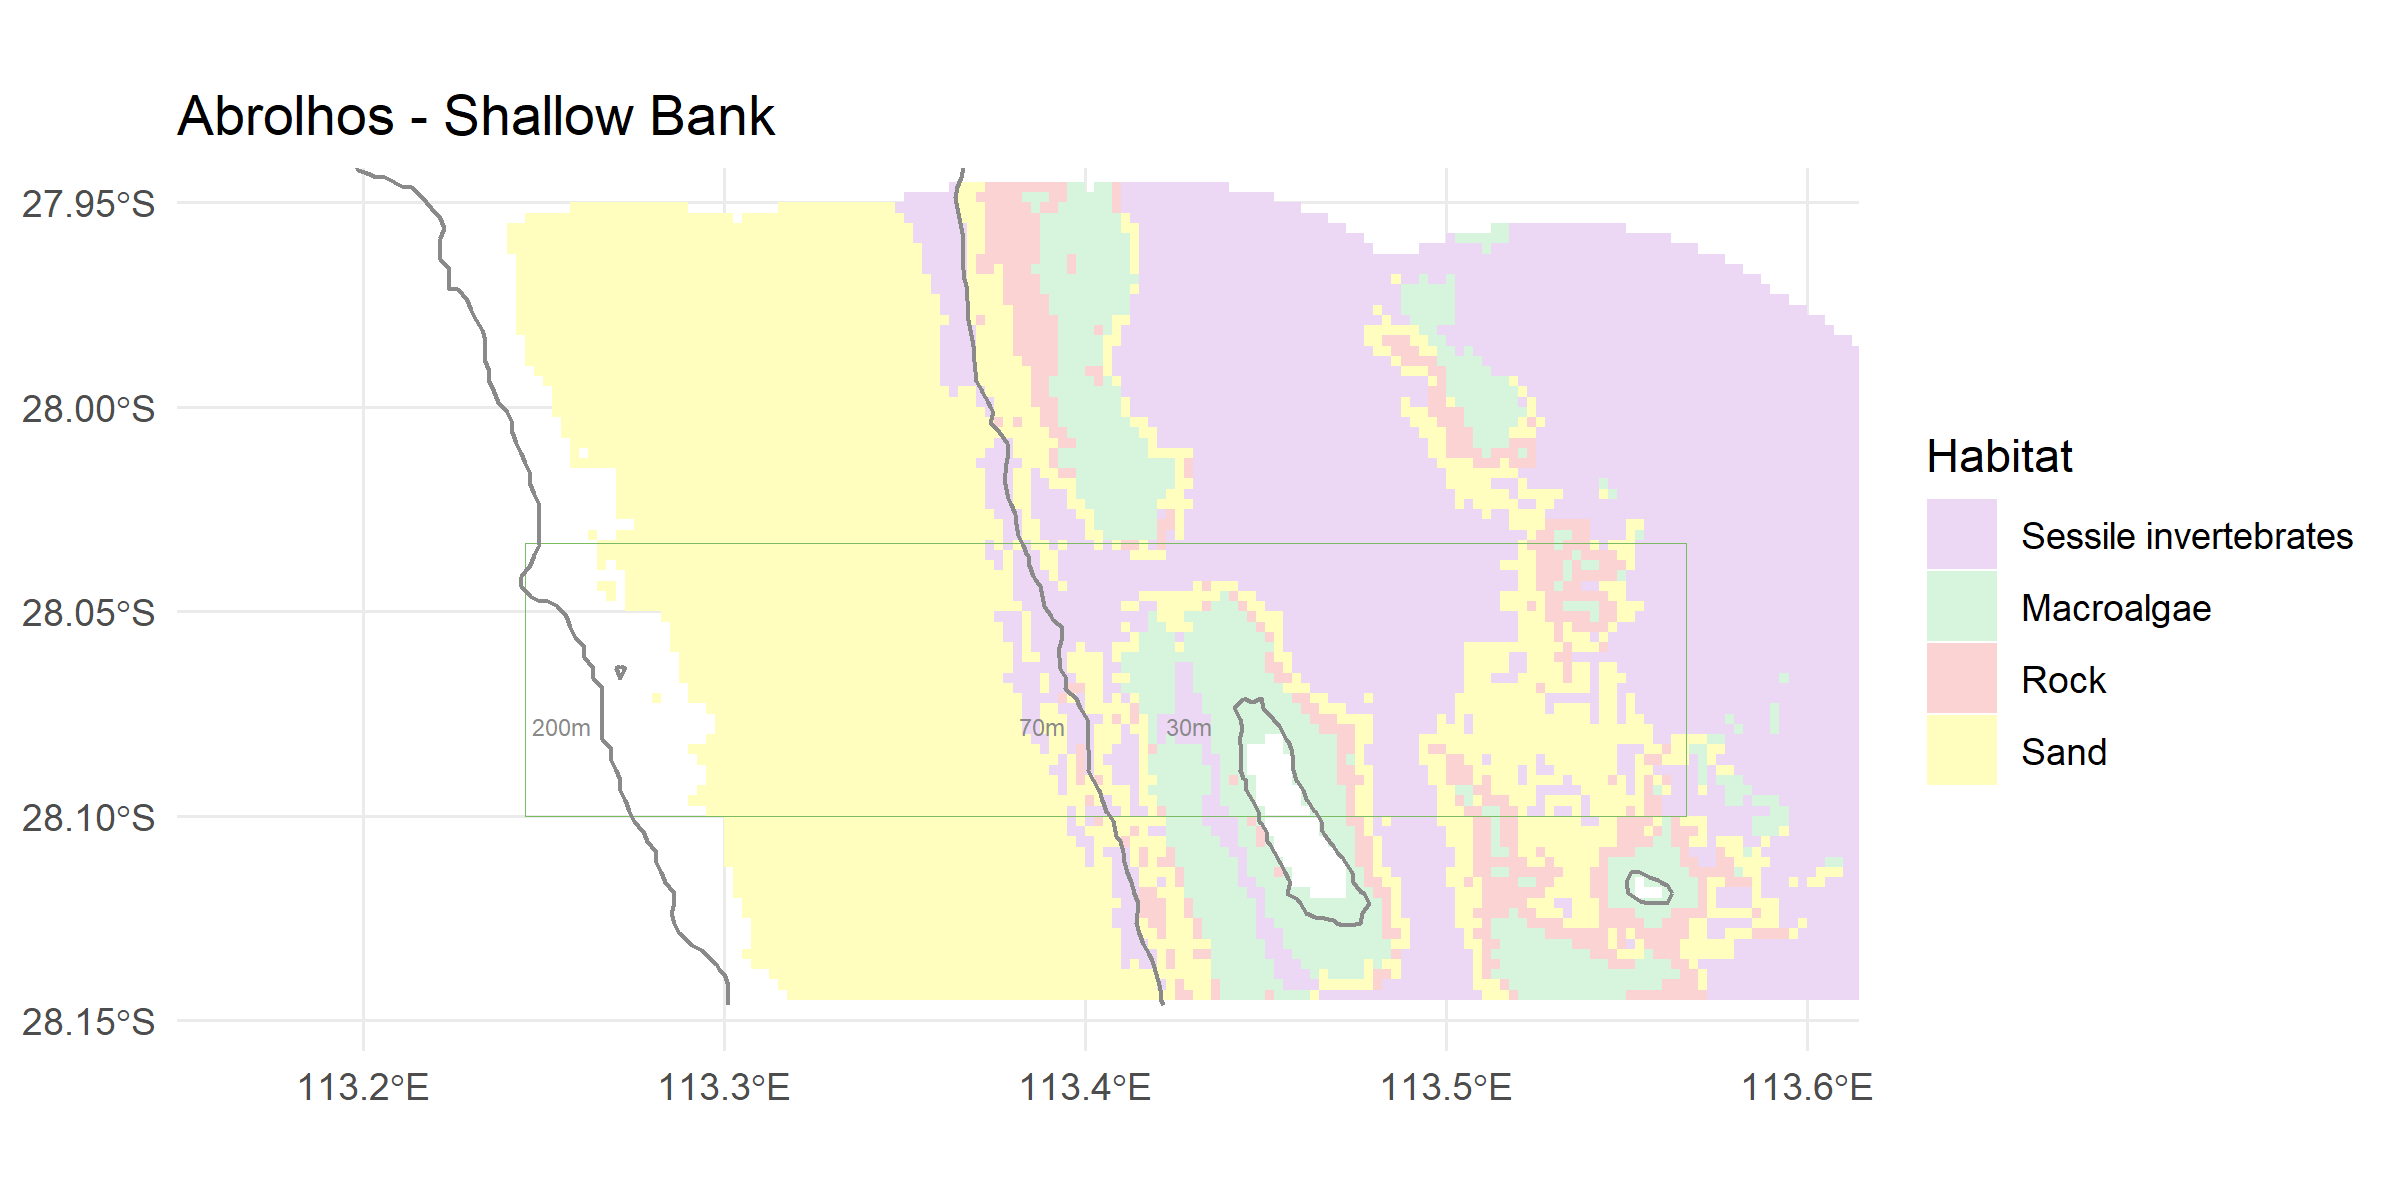 Abrolhos - Shallow Bank
27.95°S
28.00°S
28.05°S
28.10°S
28.15°S
200m
70m
30m
113.2°E
113.3°E
113.4°E
113.5°E
113.6°E
Habitat
Sessile invertebrates
Macroalgae
Rock
Sand